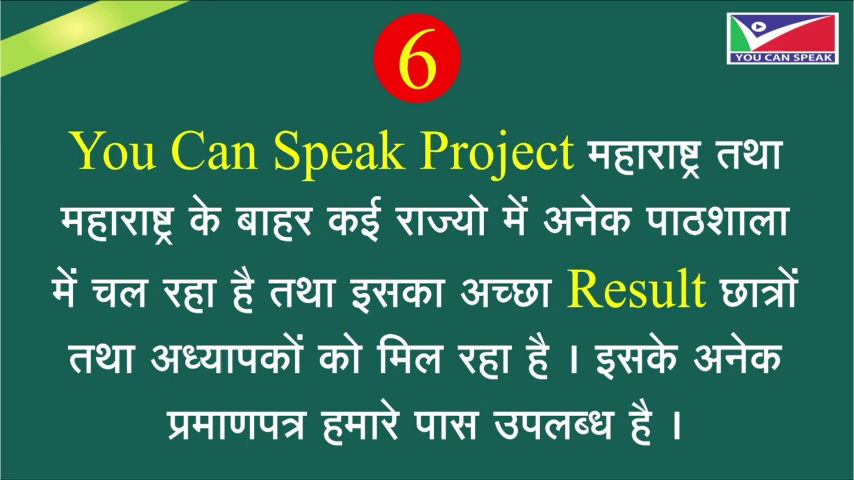 6
YOU CAN SPEAK
You Can Speak Project महाराष्ट्र तथा
महाराष्ट्र के बाहर कई राज्यो में अनेक पाठशाला
में चल रहा है तथा इसका अच्छा Result छात्रों
तथा अध्यापकों को मिल रहा है । इसके अनेक
प्रमाणपत्र हमारे पास उपलब्ध है ।